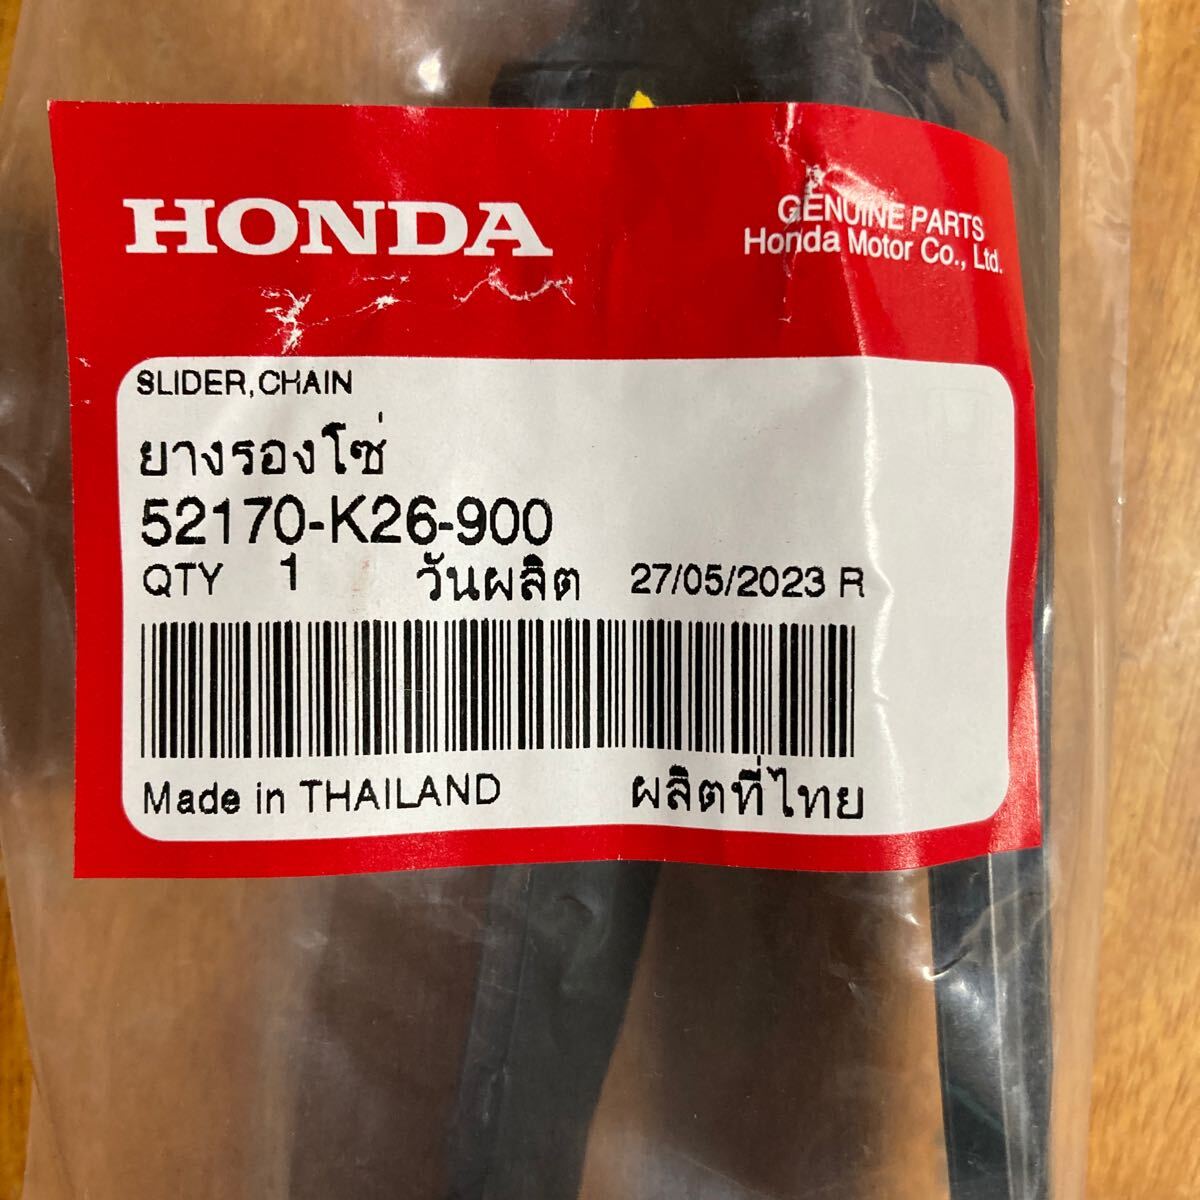 HONDA
GENUINE PARTS
Honda Motor Co., Ltd.
SLIDER,CHAIN
ยางรองโซ่
52170-K26-900
QTY 1 วันผลิต 27/05/2023 R
Made in THAILAND ผลิตที่ไทย